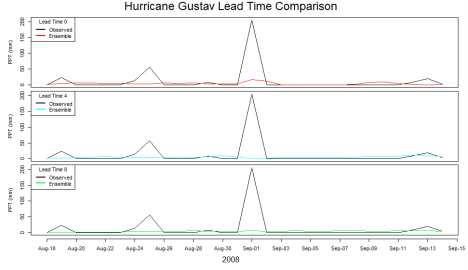 Hurricane Gustav Lead Time Comparison
Lead Time 0
Observed
Ensemble
PPT (mm)
0
50
100
150
200
Lead Time 4
Observed
Ensemble
PPT (mm)
0
50
100
150
200
Lead Time 8
Observed
Ensemble
PPT (mm)
0
50
100
150
200
Aug-18 Aug-20 Aug-22 Aug-24 Aug-26 Aug-28 Aug-30 Sep-01 Sep-03 Sep-05 Sep-07 Sep-09 Sep-11 Sep-13 Sep-15
2008